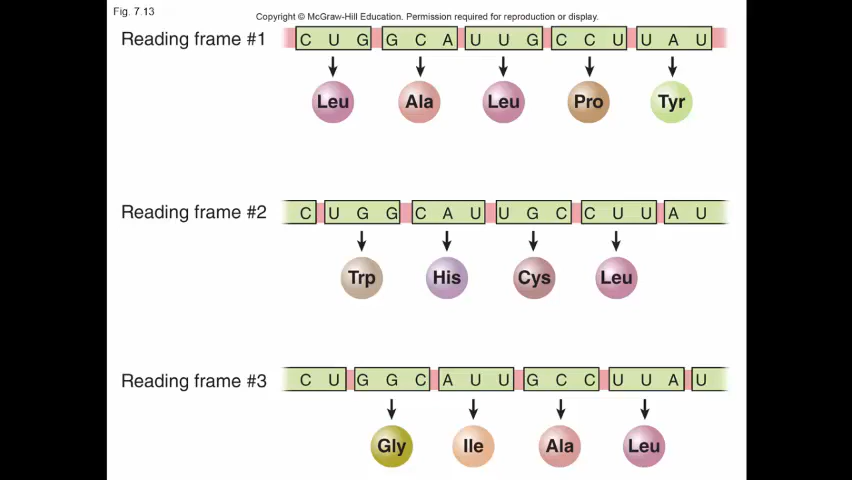 Fig. 7.13
Copyright © McGraw-Hill Education. Permission required for reproduction or display.
Reading frame #1 C U G G C A U U G C C U U A U
Leu Ala Leu Pro Tyr
Reading frame #2 C U G G C A U U G C C U U A U
Trp His Cys Leu
Reading frame #3 C U G G C A U U G C C U U A U
Gly Ile Ala Leu